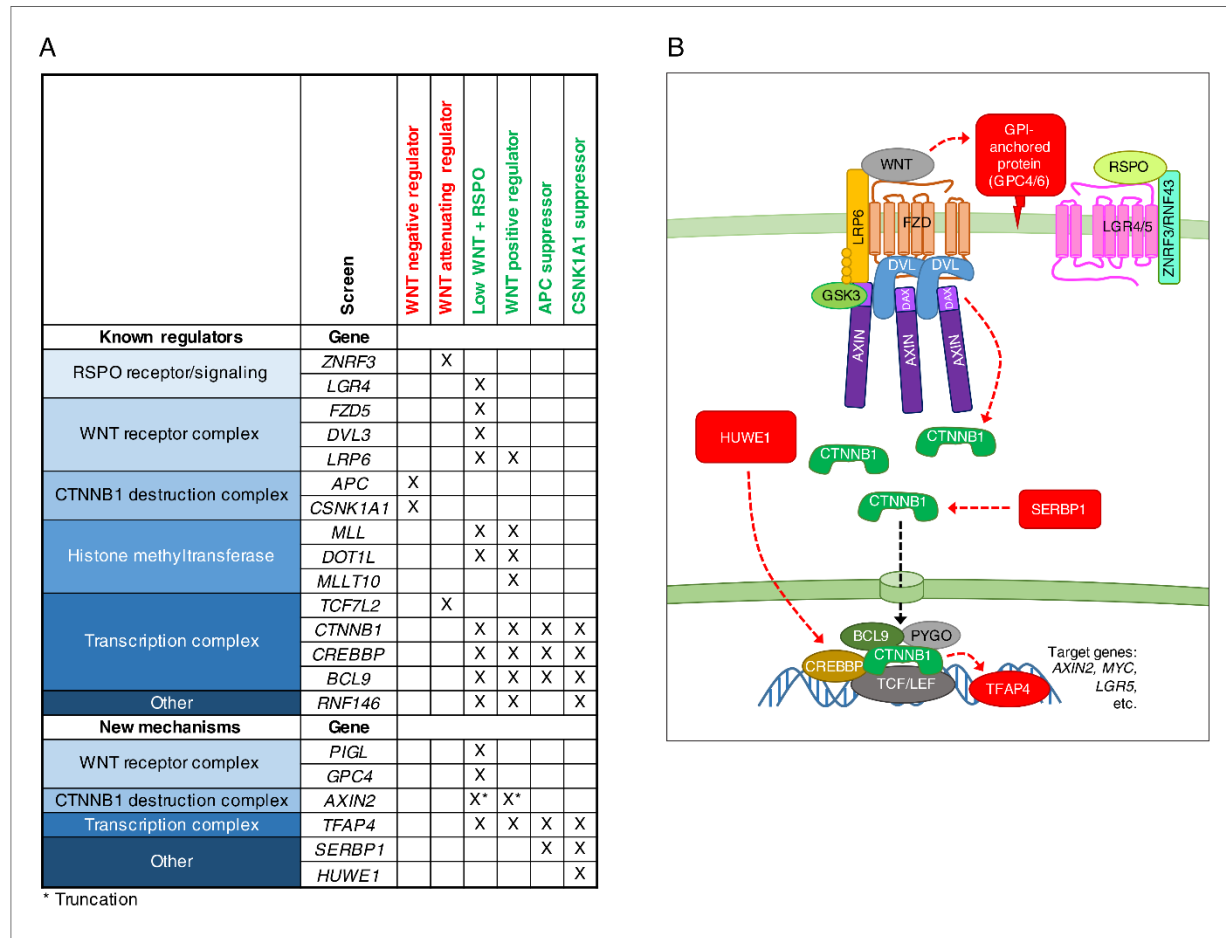 A
Screen
WNT negative regulator
WNT attenuating regulator
Low WNT + RSPO
WNT positive regulator
APC suppressor
CSNK1A1 suppressor
Known regulators Gene
RSPO receptor/signaling
ZNRF3 X
LGR4 X
WNT receptor complex
FZD5 X
DVL3 X
LRP6 X X
CTNNB1 destruction complex
APC X
CSNK1A1 X
Histone methyltransferase
MLL X X
DOT1L X X
MLLT10 X
Transcription complex
TCF7L2 X
CTNNB1 X X X X
CREBBP X X X X
BCL9 X X X X
Other RNF146 X X X
New mechanisms Gene
WNT receptor complex
PIGL X
GPC4 X
CTNNB1 destruction complex AXIN2 X* X*
Transcription complex TFAP4 X X X X
Other
SERBP1 X X
HUWE1 X
* Truncation
B
WNT
GPI-
anchored
protein
(GPC4/6)
RSPO
LRP6
FZD
LGR4/5
ZNRF3/RNF43
DVL DVL
GSK3
DAX DAX
AXIN AXIN AXIN
HUWE1
CTNNB1
CTNNB1
CTNNB1
SERBP1
BCL9 PYGO
CREBBP
CTNNB1
TCF/LEF
TFAP4
Target genes:
AXIN2, MYC,
LGR5,
etc.